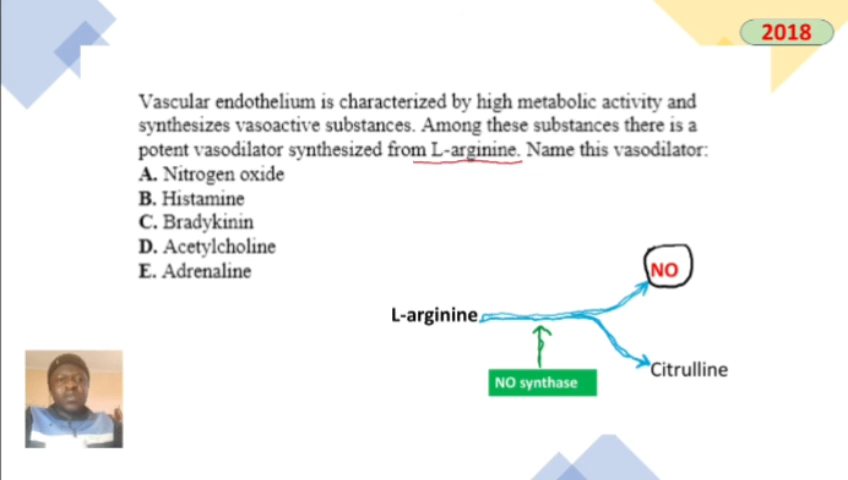 2018
Vascular endothelium is characterized by high metabolic activity and
synthesizes vasoactive substances. Among these substances there is a
potent vasodilator synthesized from L-arginine. Name this vasodilator:
A. Nitrogen oxide
B. Histamine
C. Bradykinin
D. Acetylcholine
E. Adrenaline
NO
L-arginine
Citrulline
NO synthase